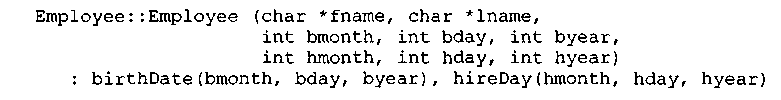 Employee::Employee (char *fname, char *lname,
int bmonth, int bday, int byear,
int hmonth, int hday, int hyear)
: birthDate(bmonth, bday, byear), hireDay(hmonth, hday, hyear)